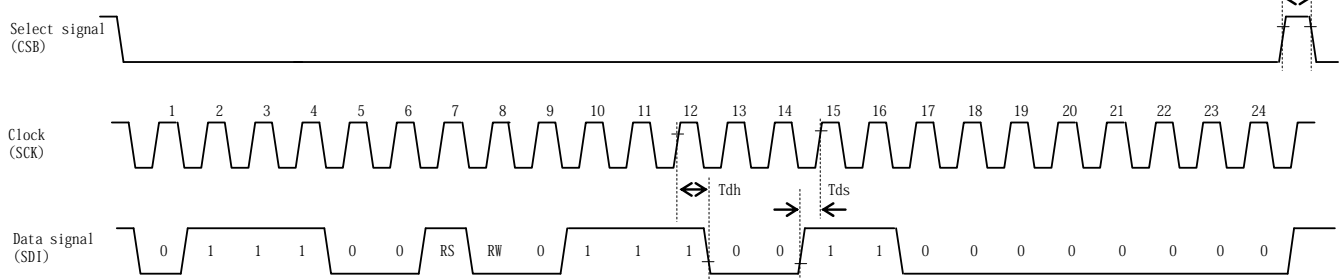 Select signal
(CSB)
1 2 3 4 5 6 7 8 9 10 11 12 13 14 15 16 17 18 19 20 21 22 23 24
Clock
(SCK)
Tdh Tds
Data signal
(SDI)
0 1 1 1 0 0 RS RW 0 1 1 1 0 0 1 1 0 0 0 0 0 0 0 0